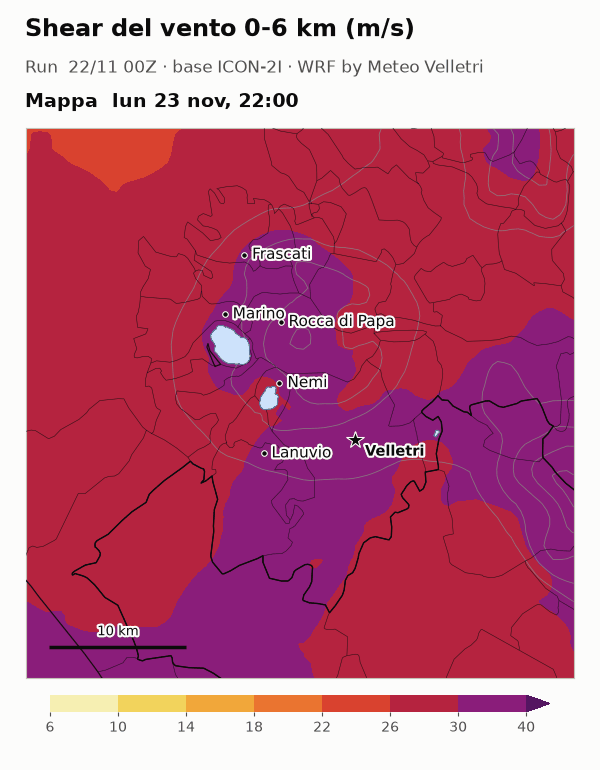 Shear del vento 0-6 km (m/s)
Run  22/11 00Z · base ICON-2I · WRF by Meteo Velletri
Mappa  lun 23 nov, 22:00
Frascati
Marino
Rocca di Papa
Nemi
Velletri
Lanuvio
10 km
6 10 14 18 22 26 30 40